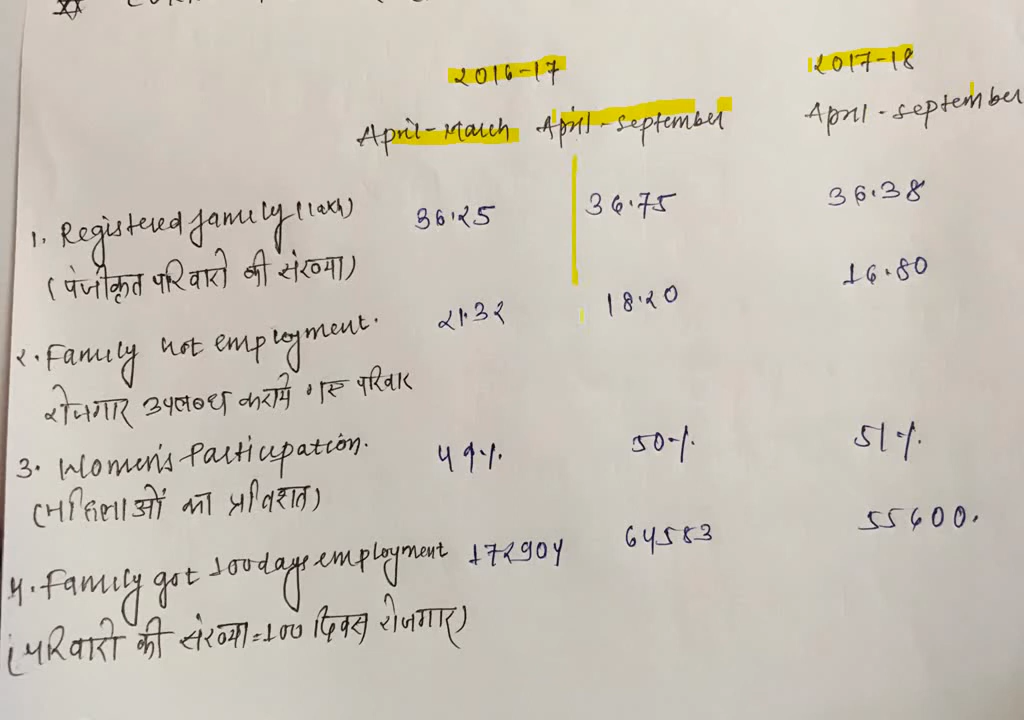 2016-17 2017-18
April-March April-September April-September
1. Registered family (lakh) 36.25 36.75 36.38
(पंजीकृत परिवारो की संख्या)
2. Family not employment. 21.32 18.20 16.80
रोजगार उपलब्ध कराये गए परिवार
3. Women's Participation. 49% 50% 51%
(महिलाओं का प्रतिशत)
4. Family got 100days employment 172904 64583 55600.
(परिवारो की संख्या=100 दिवस रोजगार)